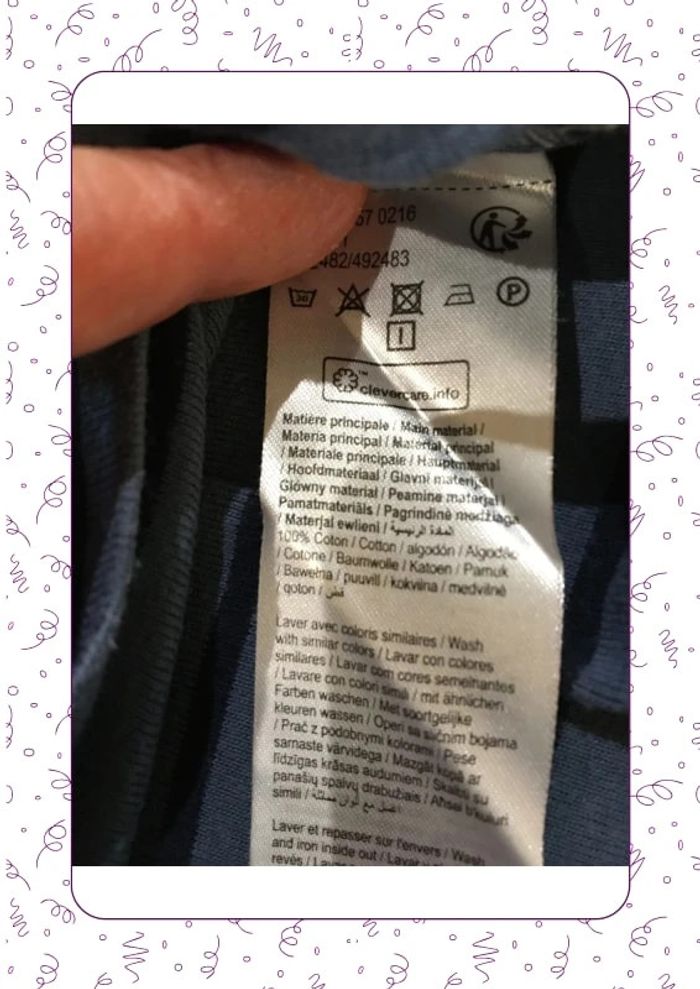 67 0216
482/492483
30
P
clevercare.info
Matière principale / Main material /
Materia principal / Material principal
/ Materiale principale / Hauptmaterial
/ Hoofdmateriaal / Glavni materijal /
Główny materiał / Peamine materjal /
Pamatmateriāls / Pagrindinė medžiaga
/ Materjal ewlieni / المادة الرئيسية
100% Coton / Cotton / algodón / Algodão
/ Cotone / Baumwolle / Katoen / Pamuk
/ Bawełna / puuvill / kokvilna / medvilnė
/ qoton / قطن
Laver avec coloris similaires / Wash
with similar colors / Lavar con colores
similares / Lavar com cores semelhantes
/ Lavare con colori simili / mit ähnlichen
Farben waschen / Met soortgelijke
kleuren wassen / Operi sa sličnim bojama
/ Prać z podobnymi kolorami / Pese
sarnaste värvidega / Mazgāt kopā ar
līdzīgas krāsas audumiem / Skalbti su
panašių spalvų drabužiais / Aħsel b'kuluri
simili / اغسل مع ألوان مماثلة
Laver et repasser sur l'envers / Wash
and iron inside out / Lavar y
revés /